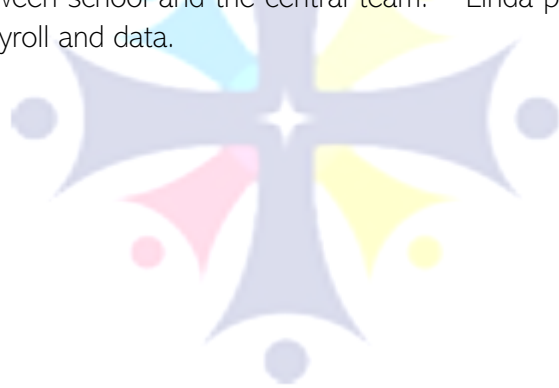 ween school and the central team. Linda p
yroll and data.